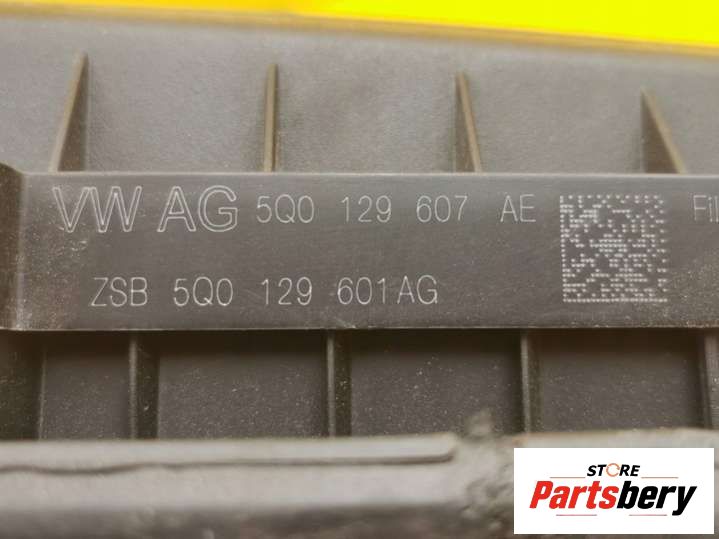 VW AG 5Q0 129 607 AE
ZSB 5Q0 129 601AG
STORE
Partsbery